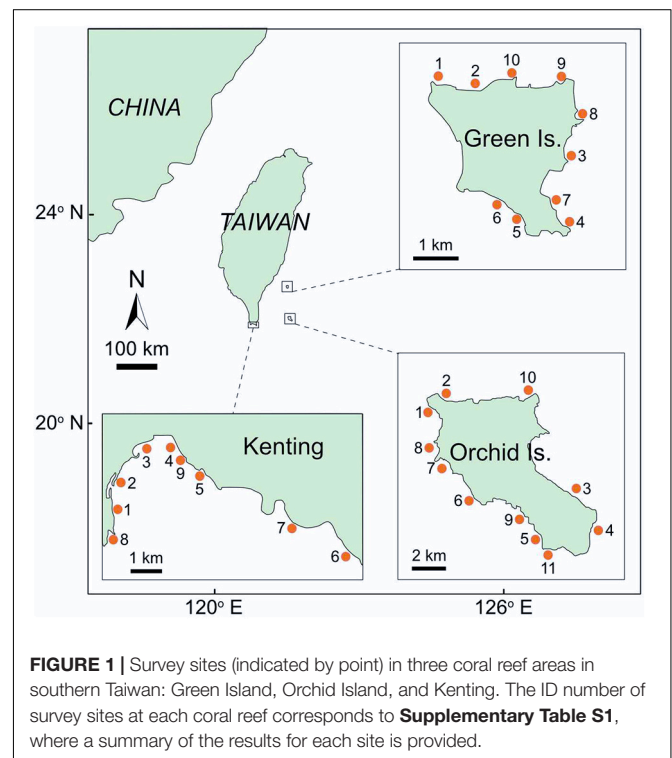 CHINA
TAIWAN
24° N
20° N
120° E
126° E
N
100 km
1
2
10
9
8
Green Is.
3
7
6
5
4
1 km
2
10
1
8
Orchid Is.
7
3
6
9
4
5
11
2 km
Kenting
3
4
9
2
5
1
7
8
6
1 km
FIGURE 1 | Survey sites (indicated by point) in three coral reef areas in
southern Taiwan: Green Island, Orchid Island, and Kenting. The ID number of
survey sites at each coral reef corresponds to Supplementary Table S1,
where a summary of the results for each site is provided.